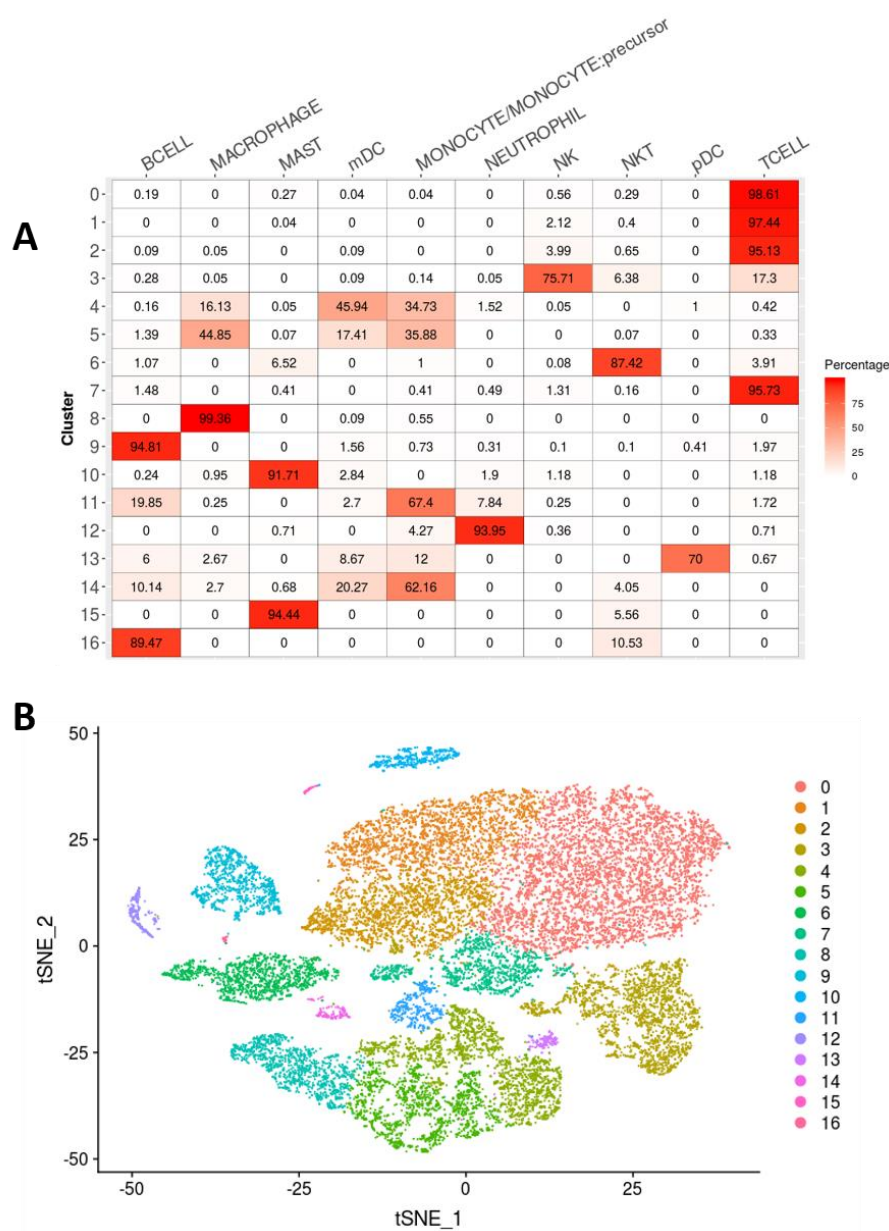 A
BCELL MACROPHAGE MAST mDC MONOCYTE/MONOCYTE:precursor NEUTROPHIL NK NKT pDC TCELL
0 0.19 0 0.27 0.04 0.04 0 0.56 0.29 0 98.61
1 0 0 0.04 0 0 0 2.12 0.4 0 97.44
2 0.09 0.05 0 0.09 0 0 3.99 0.65 0 95.13
3 0.28 0.05 0 0.09 0.14 0.05 75.71 6.38 0 17.3
4 0.16 16.13 0.05 45.94 34.73 1.52 0.05 0 1 0.42
5 1.39 44.85 0.07 17.41 35.88 0 0 0.07 0 0.33
6 1.07 0 6.52 0 1 0 0.08 87.42 0 3.91
7 1.48 0 0.41 0 0.41 0.49 1.31 0.16 0 95.73
8 0 99.36 0 0.09 0.55 0 0 0 0 0
9 94.81 0 0 1.56 0.73 0.31 0.1 0.1 0.41 1.97
10 0.24 0.95 91.71 2.84 0 1.9 1.18 0 0 1.18
11 19.85 0.25 0 2.7 67.4 7.84 0.25 0 0 1.72
12 0 0 0.71 0 4.27 93.95 0.36 0 0 0.71
13 6 2.67 0 8.67 12 0 0 0 70 0.67
14 10.14 2.7 0.68 20.27 62.16 0 0 4.05 0 0
15 0 0 94.44 0 0 0 0 5.56 0 0
16 89.47 0 0 0 0 0 0 10.53 0 0
Cluster
Percentage
75
50
25
0
B
50
25
0
-25
-50
tSNE_2
-50 -25 0 25
tSNE_1
0
1
2
3
4
5
6
7
8
9
10
11
12
13
14
15
16